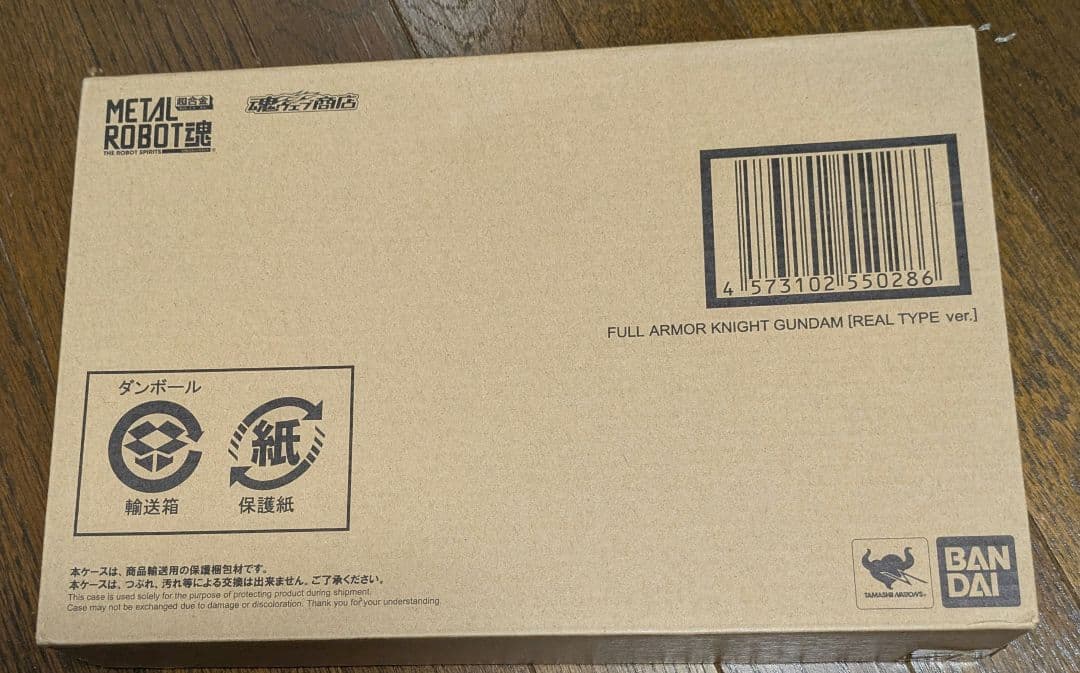 METAL 超合金
ROBOT魂
THE ROBOT SPIRITS
魂ウェブ商店
4 573102 550286
FULL ARMOR KNIGHT GUNDAM [REAL TYPE ver.]
ダンボール
紙
輸送箱 保護紙
本ケースは、商品輸送用の保護梱包材です。
本ケースは、つぶれ、汚れ等による交換は出来ません。ご了承ください。
This case is used solely for the purpose of protecting product during shipment.
Case may not be exchanged due to damage or discoloration. Thank you for your understanding.
TAMASHII NATIONS
BAN
DAI